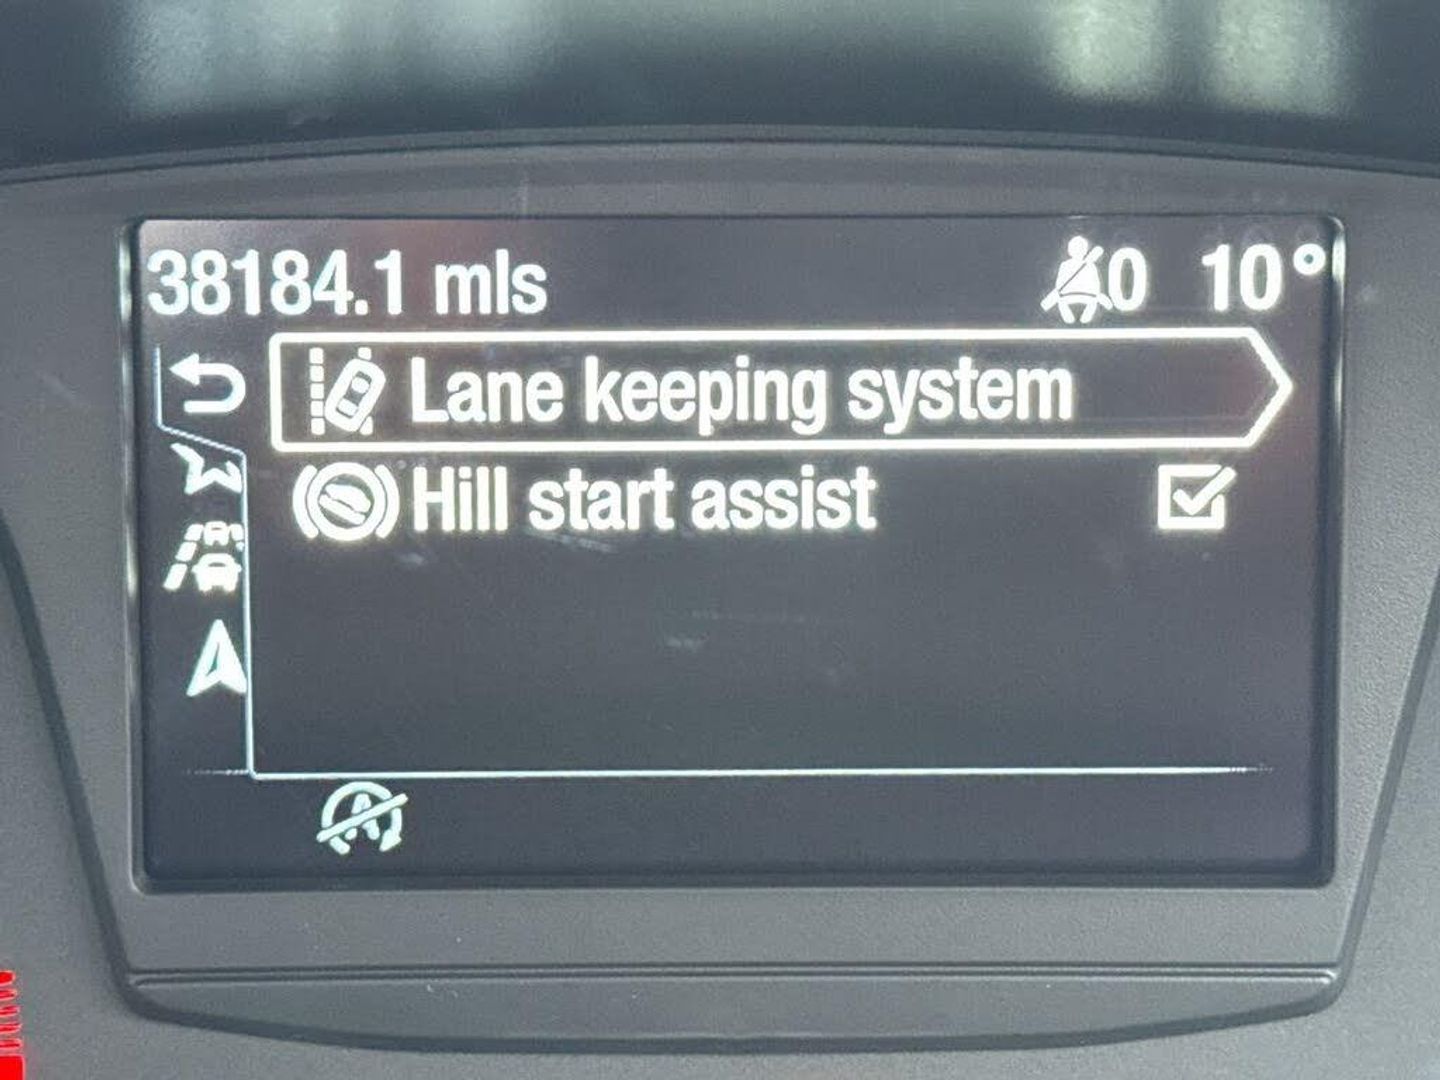 38184.1 mls 0 10°
Lane keeping system
Hill start assist
A